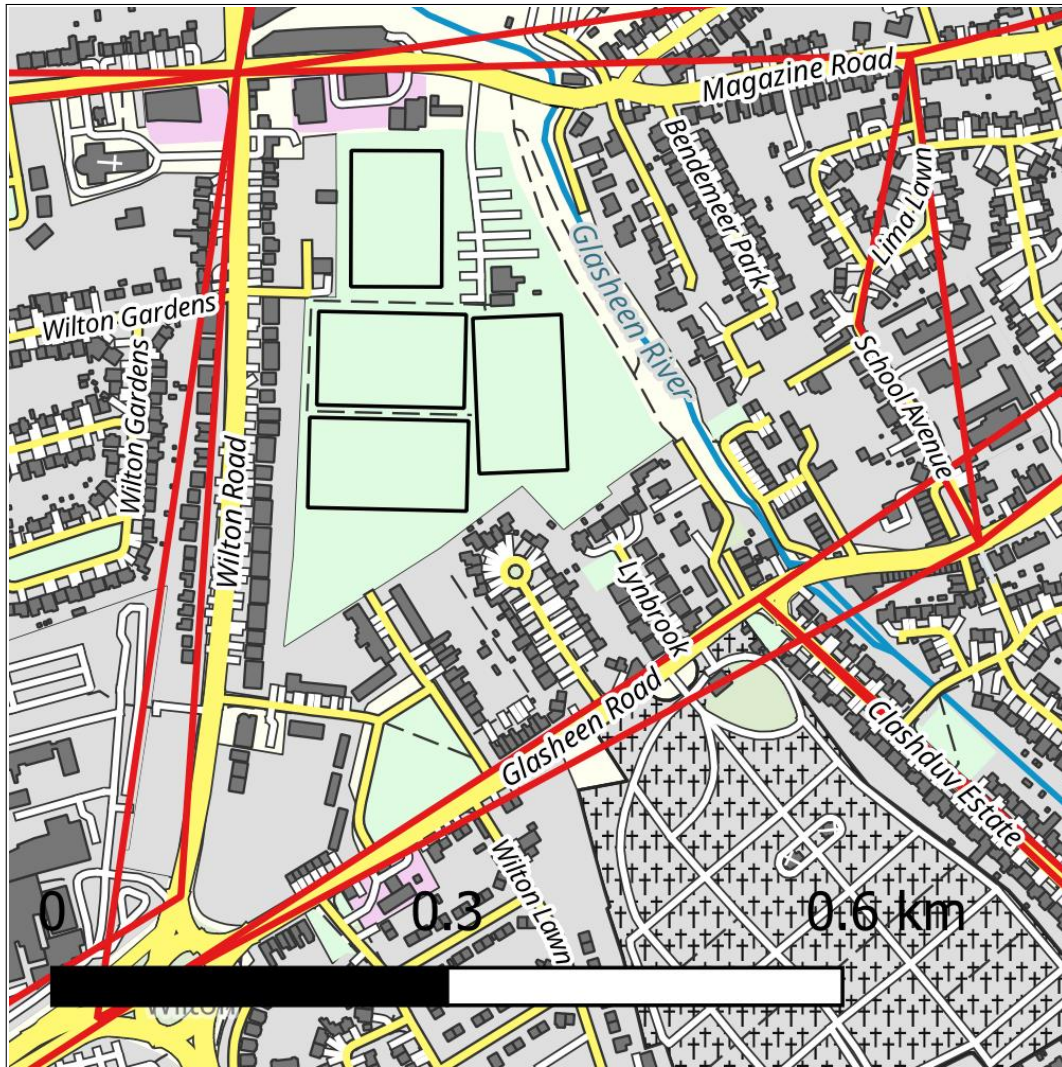 Magazine Road
Bendemeer Park
Lima Lawn
Glasheen River
Wilton Gardens
Wilton Gardens
School Avenue
Wilton Road
Lynbrook
Glasheen Road
Clashduv Estate
Wilton Lawn
0 0.3 0.6 km
Wilton